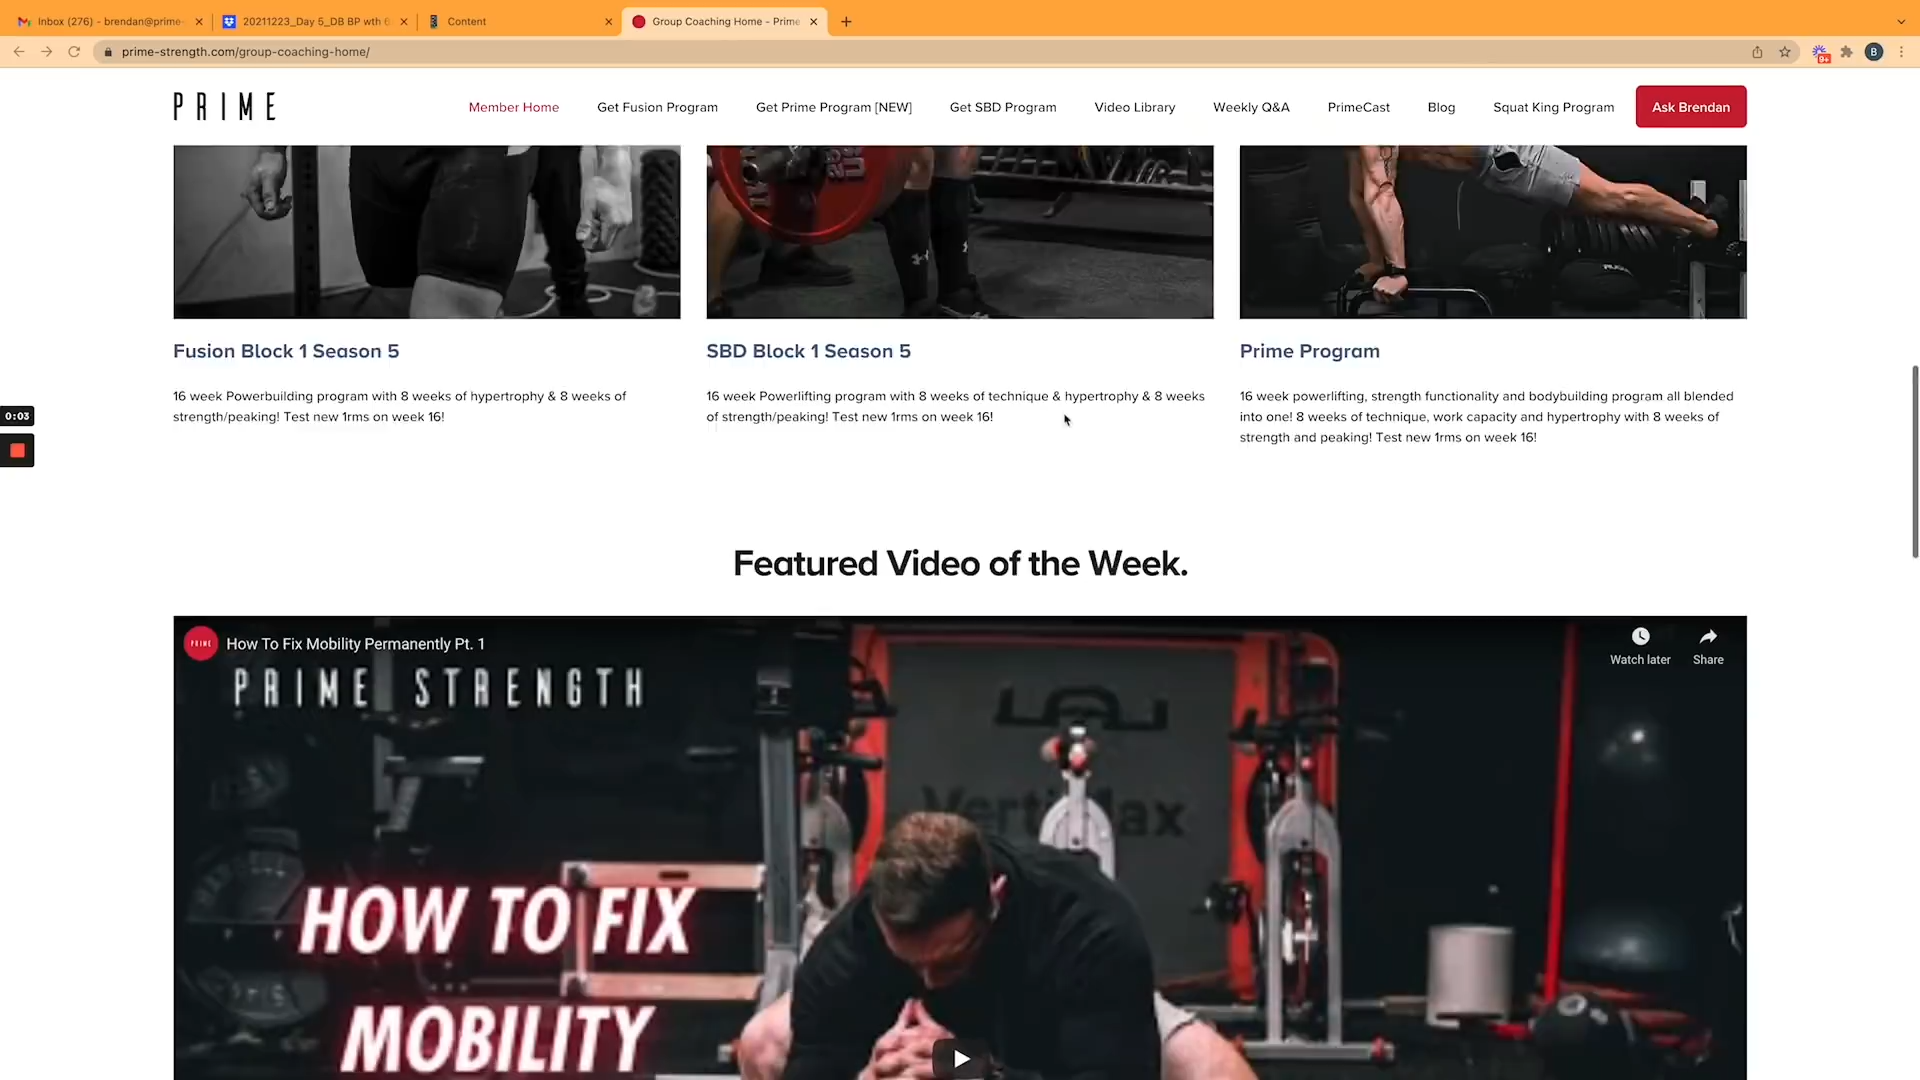 Inbox (276) - brendan@prime-
20211223_Day 5_DB BP wth 6
Content
Group Coaching Home - Prime
prime-strength.com/group-coaching-home/
9+
B
PRIME
Member Home
Get Fusion Program
Get Prime Program [NEW]
Get SBD Program
Video Library
Weekly Q&A
PrimeCast
Blog
Squat King Program
Ask Brendan
Fusion Block 1 Season 5
16 week Powerbuilding program with 8 weeks of hypertrophy & 8 weeks of
strength/peaking! Test new 1rms on week 16!
SBD Block 1 Season 5
16 week Powerlifting program with 8 weeks of technique & hypertrophy & 8 weeks
of strength/peaking! Test new 1rms on week 16!
Prime Program
16 week powerlifting, strength functionality and bodybuilding program all blended
into one! 8 weeks of technique, work capacity and hypertrophy with 8 weeks of
strength and peaking! Test new 1rms on week 16!
0:03
Featured Video of the Week.
PRIME
How To Fix Mobility Permanently Pt. 1
Watch later
Share
PRIME STRENGTH
VertiMax
HOW TO FIX
MOBILITY